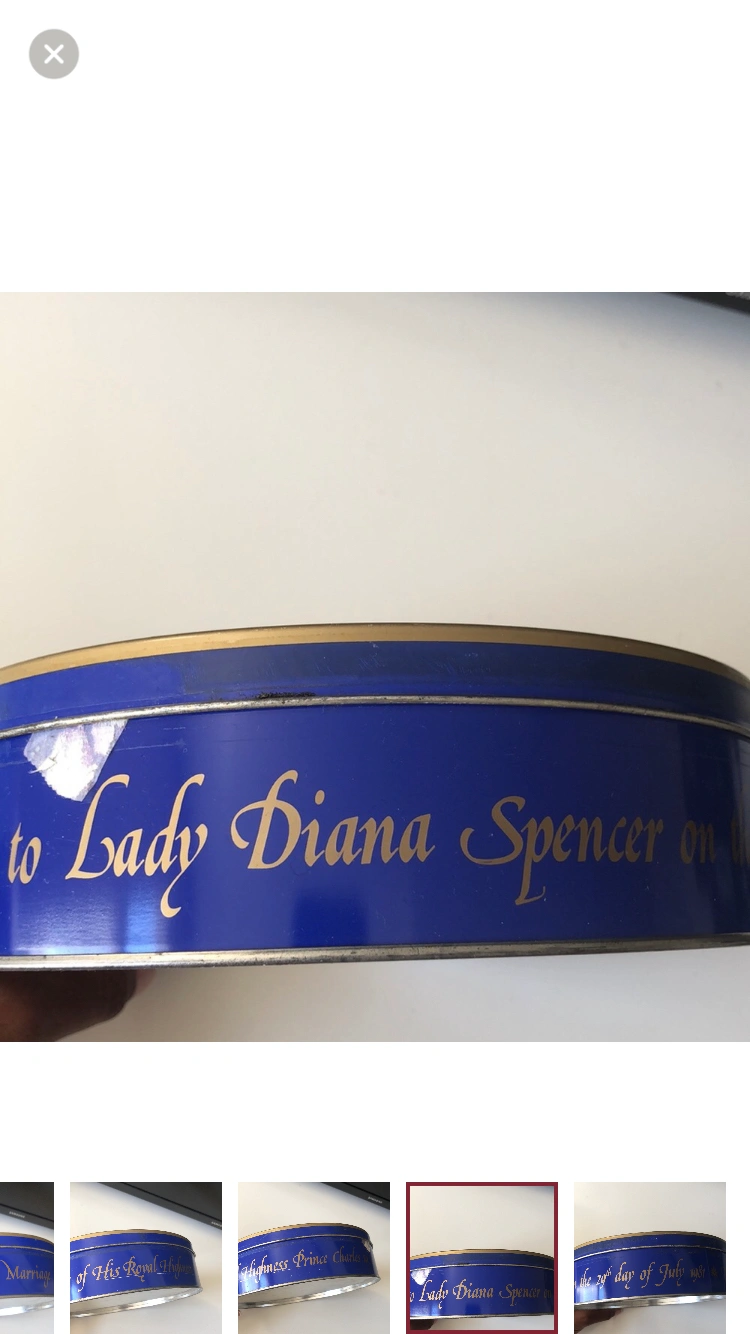 to Lady Diana Spencer on
Marriage
of His Royal
Highness Prince Charles
Lady Diana Spencer
the 29th day of July 1981